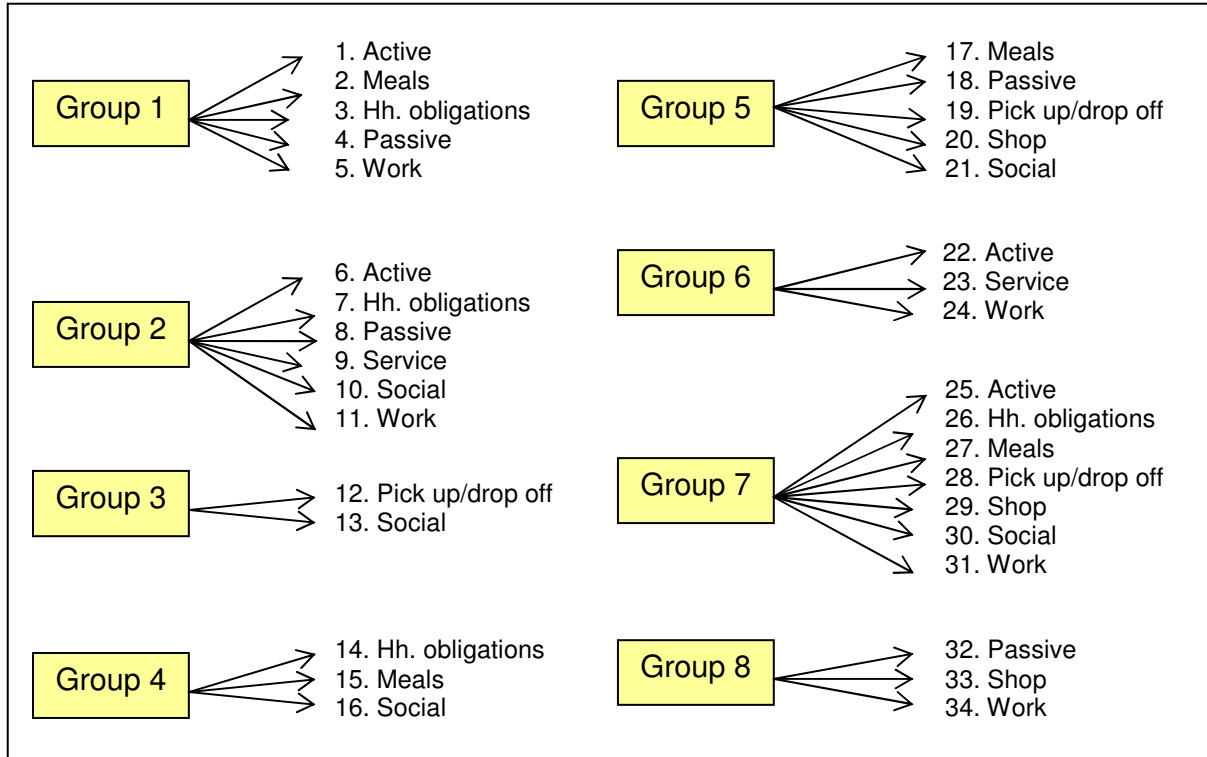 Group 1
1. Active
2. Meals
3. Hh. obligations
4. Passive
5. Work
Group 2
6. Active
7. Hh. obligations
8. Passive
9. Service
10. Social
11. Work
Group 3
12. Pick up/drop off
13. Social
Group 4
14. Hh. obligations
15. Meals
16. Social
Group 5
17. Meals
18. Passive
19. Pick up/drop off
20. Shop
21. Social
Group 6
22. Active
23. Service
24. Work
Group 7
25. Active
26. Hh. obligations
27. Meals
28. Pick up/drop off
29. Shop
30. Social
31. Work
Group 8
32. Passive
33. Shop
34. Work